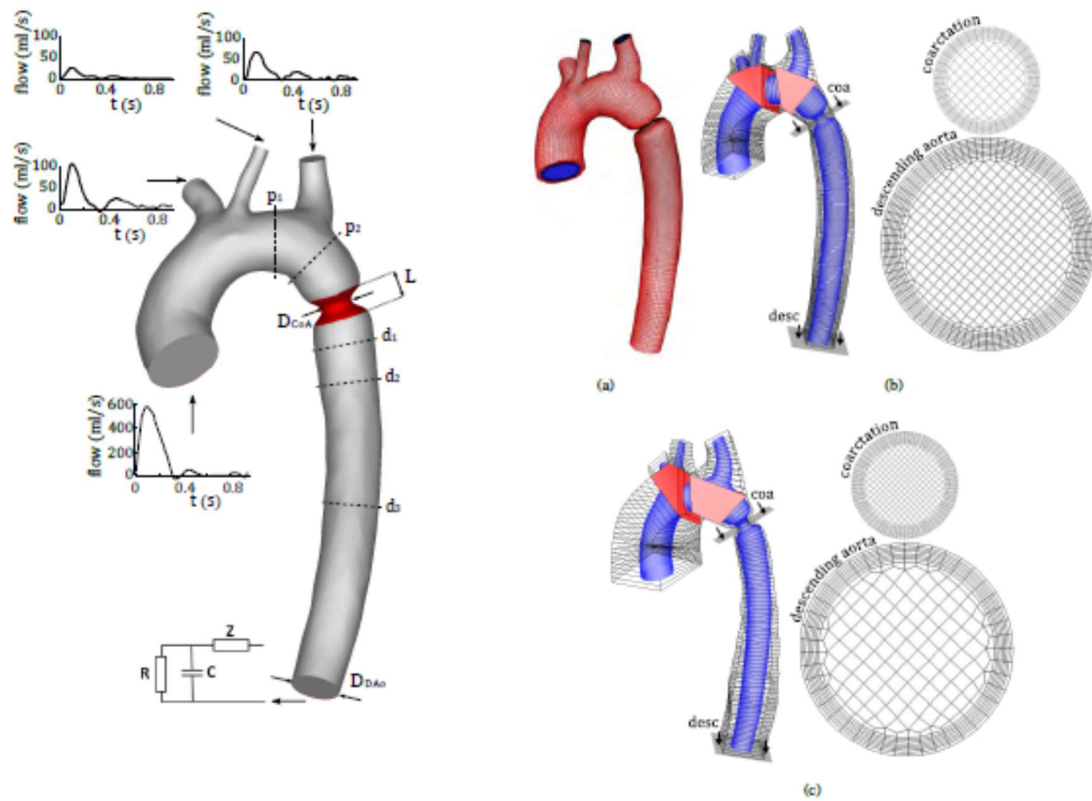 flow (ml/s)
100
50
0
0 0.4 0.8
t (s)
flow (ml/s)
100
50
0
0 0.4 0.8
t (s)
flow (ml/s)
100
50
0
0 0.4 0.8
t (s)
p1
p2
L
DCoA
d1
d2
d3
flow (ml/s)
600
400
200
0
0 0.4 0.8
t (s)
Z
R
C
DDAo
coa
desc
coarctation
descending aorta
(a)
(b)
coa
desc
coarctation
descending aorta
(c)